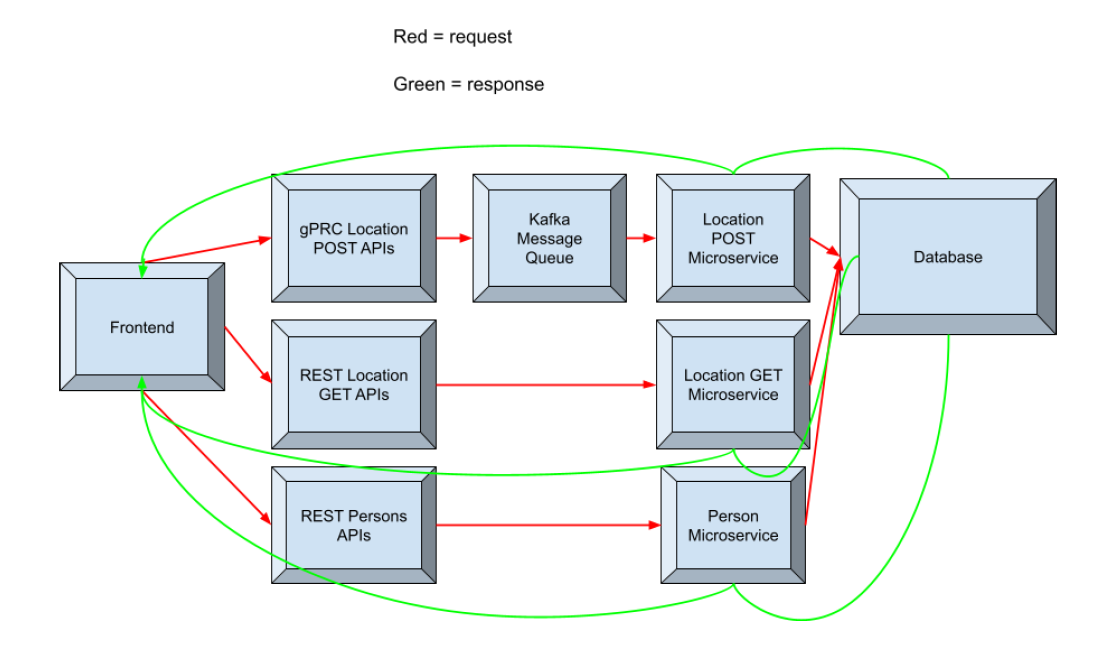 Red = request
Green = response
gPRC Location
POST APIs
Kafka
Message
Queue
Location
POST
Microservice
Database
Frontend
REST Location
GET APIs
Location GET
Microservice
REST Persons
APIs
Person
Microservice